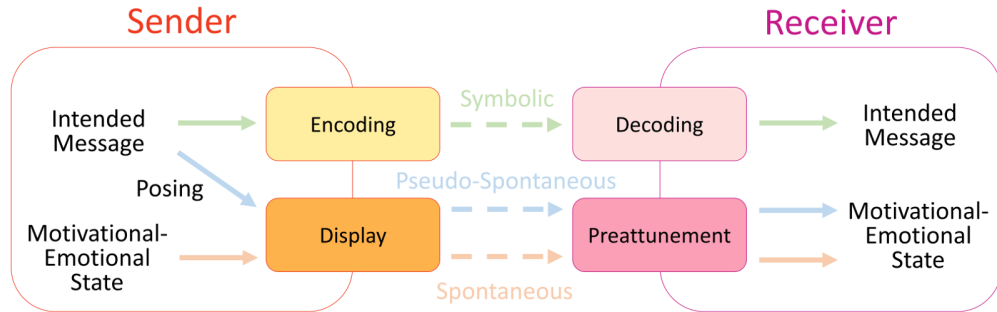 Sender
Receiver
Intended
Message
Encoding
Symbolic
Decoding
Intended
Message
Posing
Pseudo-Spontaneous
Motivational-
Emotional
State
Display
Preattunement
Motivational-
Emotional
State
Spontaneous